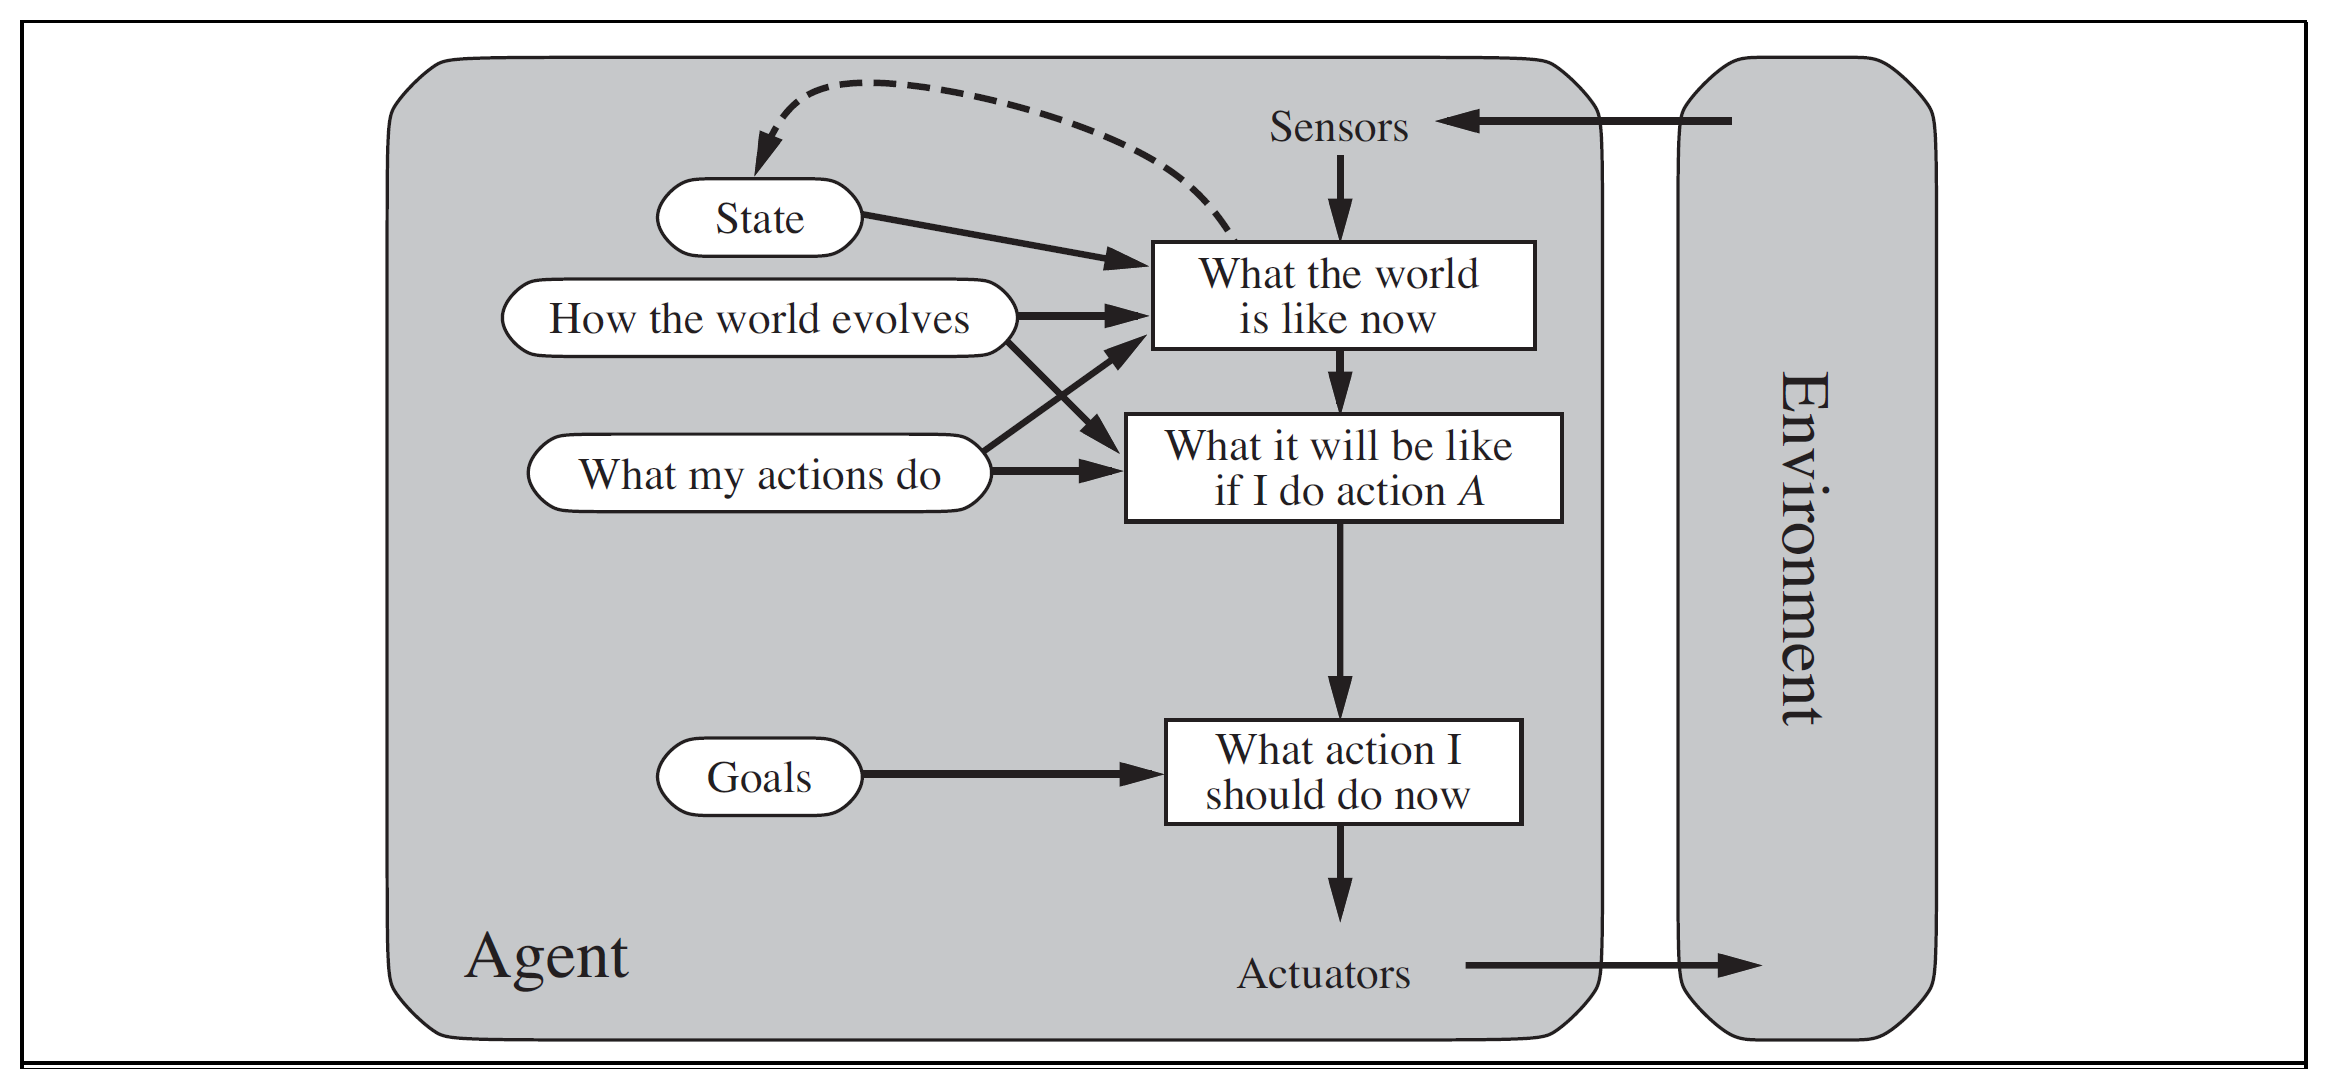 Sensors
State
What the world
is like now
How the world evolves
What it will be like
if I do action A
What my actions do
What action I
should do now
Goals
Agent
Actuators
Environment